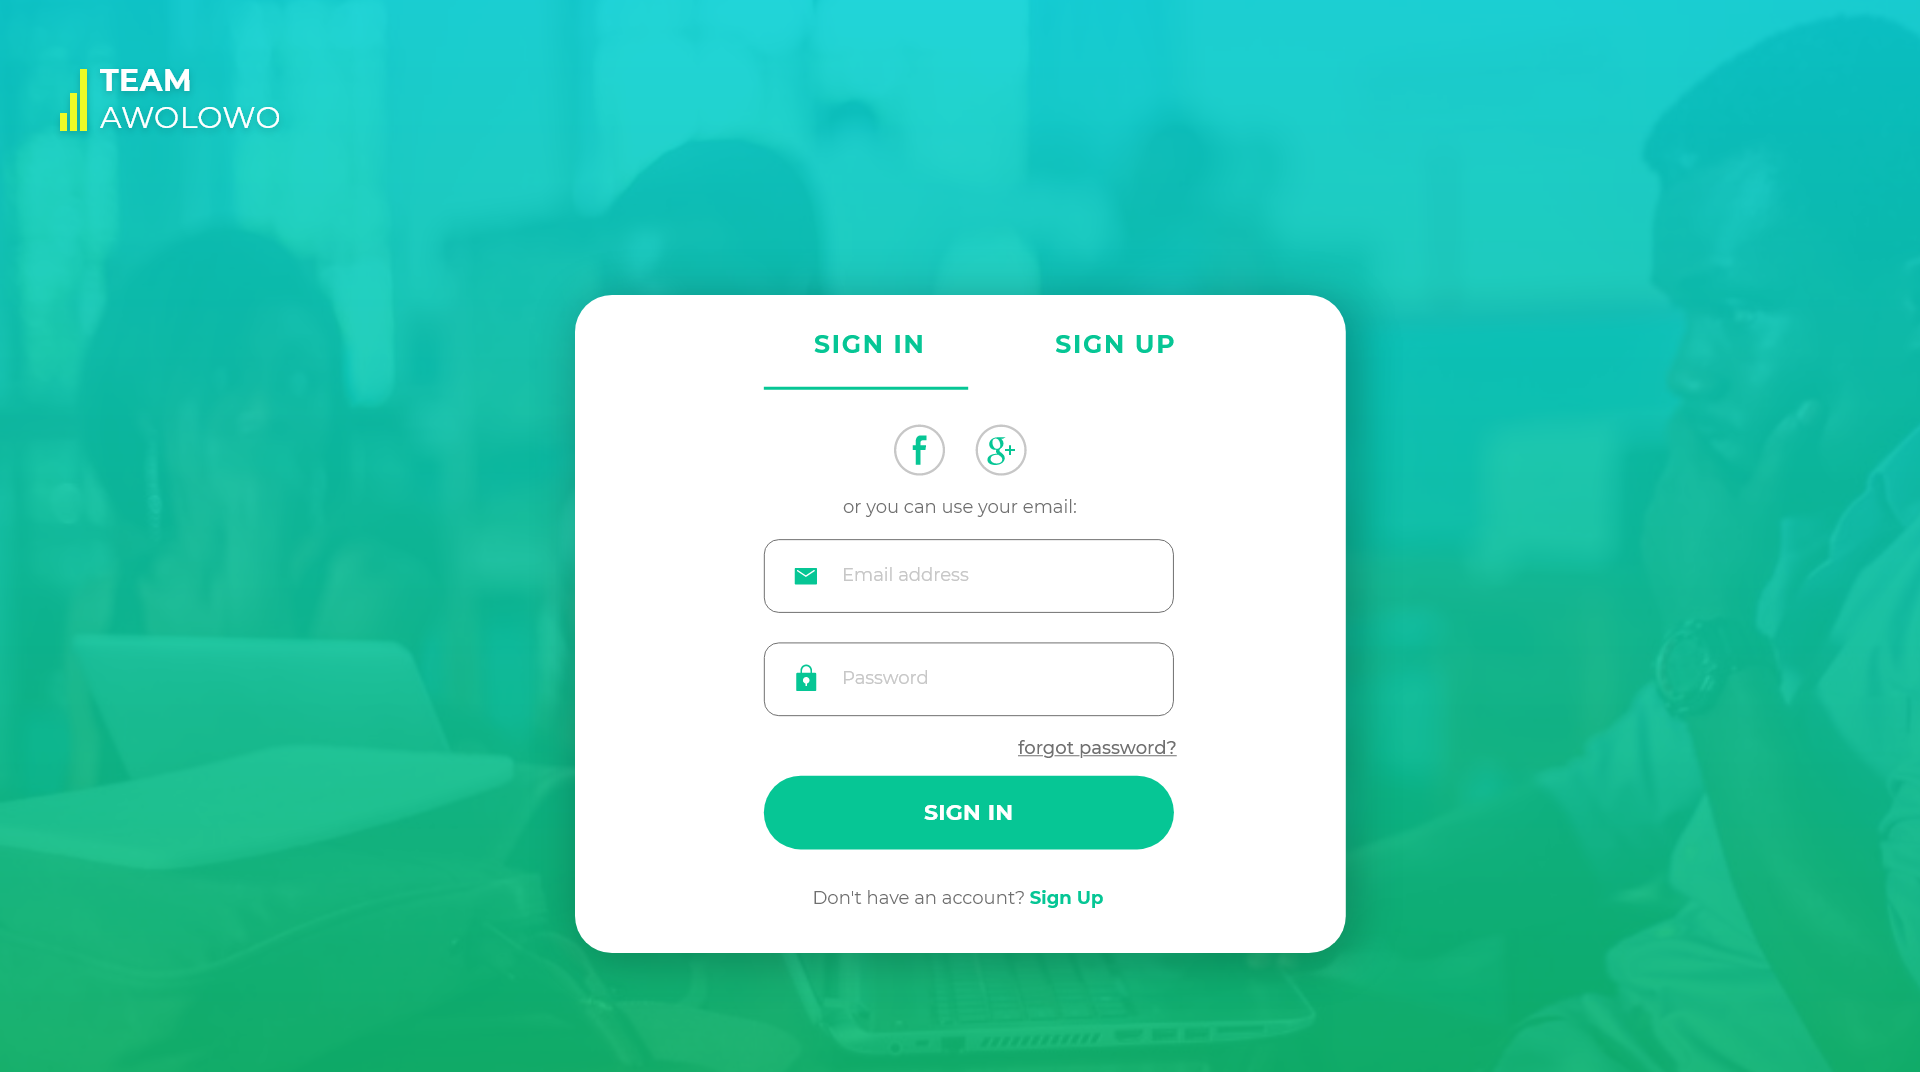 TEAM
AWOLOWO
SIGN IN SIGN UP
f g+
or you can use your email:
Email address
Password
forgot password?
SIGN IN
Don't have an account? Sign Up